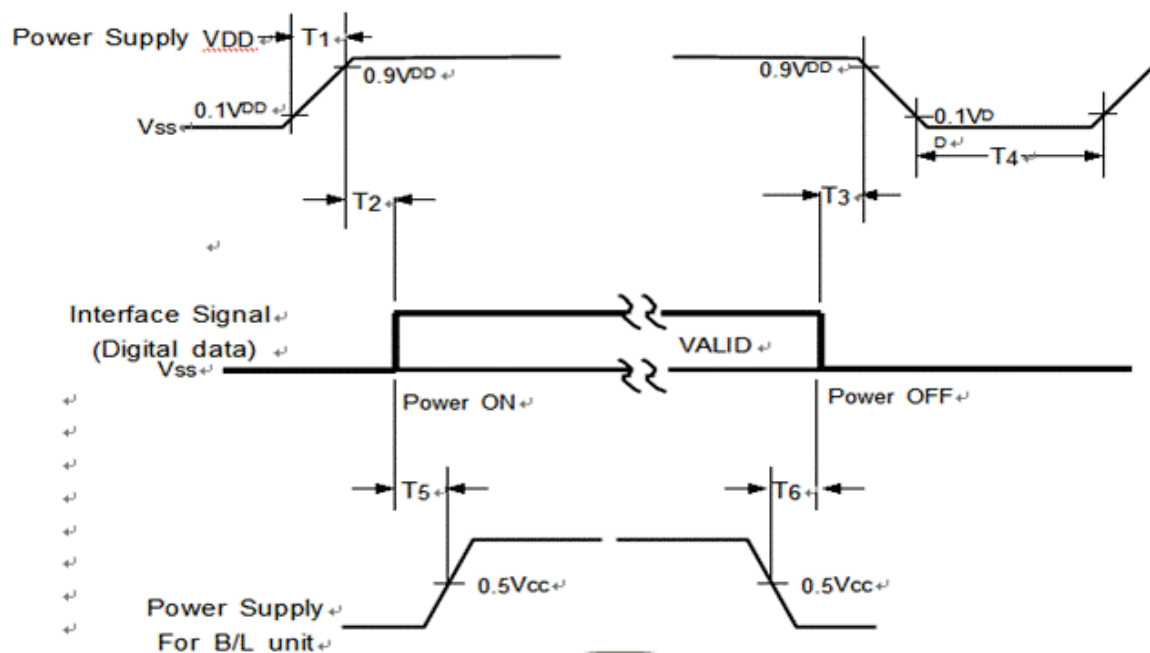 Power Supply VDD↵ T1↵
0.9VDD↵
0.1VDD↵
Vss↵
0.9VDD↵
0.1VD
D↵
T4↵
T2↵
T3↵
↵
Interface Signal↵
(Digital data) ↵
Vss↵
VALID ↵
Power ON↵
Power OFF↵
↵
↵
↵
↵
↵
↵
↵
↵
T5↵
T6↵
0.5Vcc↵
0.5Vcc↵
Power Supply↵
For B/L unit↵